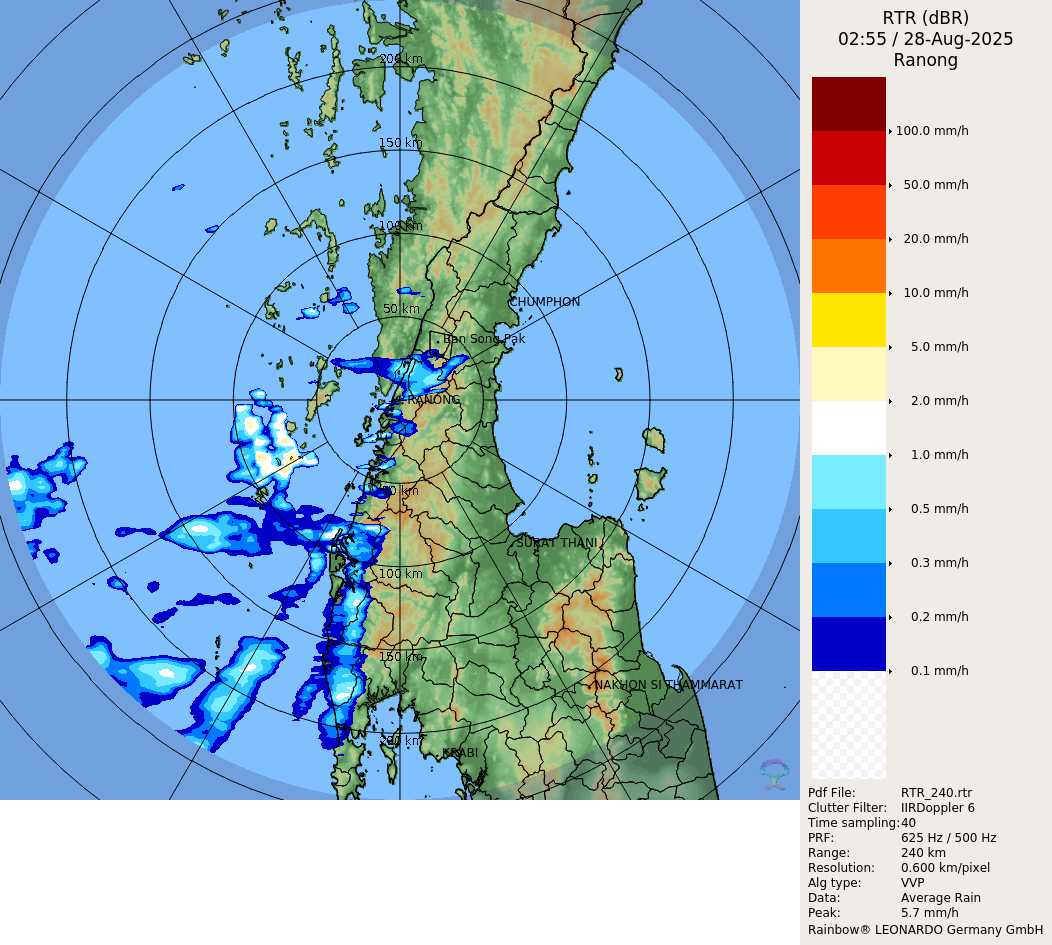 RTR (dBR)
02:55 / 28-Aug-2025
Ranong
100.0 mm/h
50.0 mm/h
20.0 mm/h
10.0 mm/h
5.0 mm/h
2.0 mm/h
1.0 mm/h
0.5 mm/h
0.3 mm/h
0.2 mm/h
0.1 mm/h
200 km
150 km
100 km
50 km
CHUMPHON
Ban Song Pak
RANONG
50 km
SURAT THANI
100 km
150 km
NAKHON SI THAMMARAT
200 km
KRABI
Pdf File: RTR_240.rtr
Clutter Filter: IIRDoppler 6
Time sampling:40
PRF: 625 Hz / 500 Hz
Range: 240 km
Resolution: 0.600 km/pixel
Alg type: VVP
Data: Average Rain
Peak: 5.7 mm/h
Rainbow® LEONARDO Germany GmbH